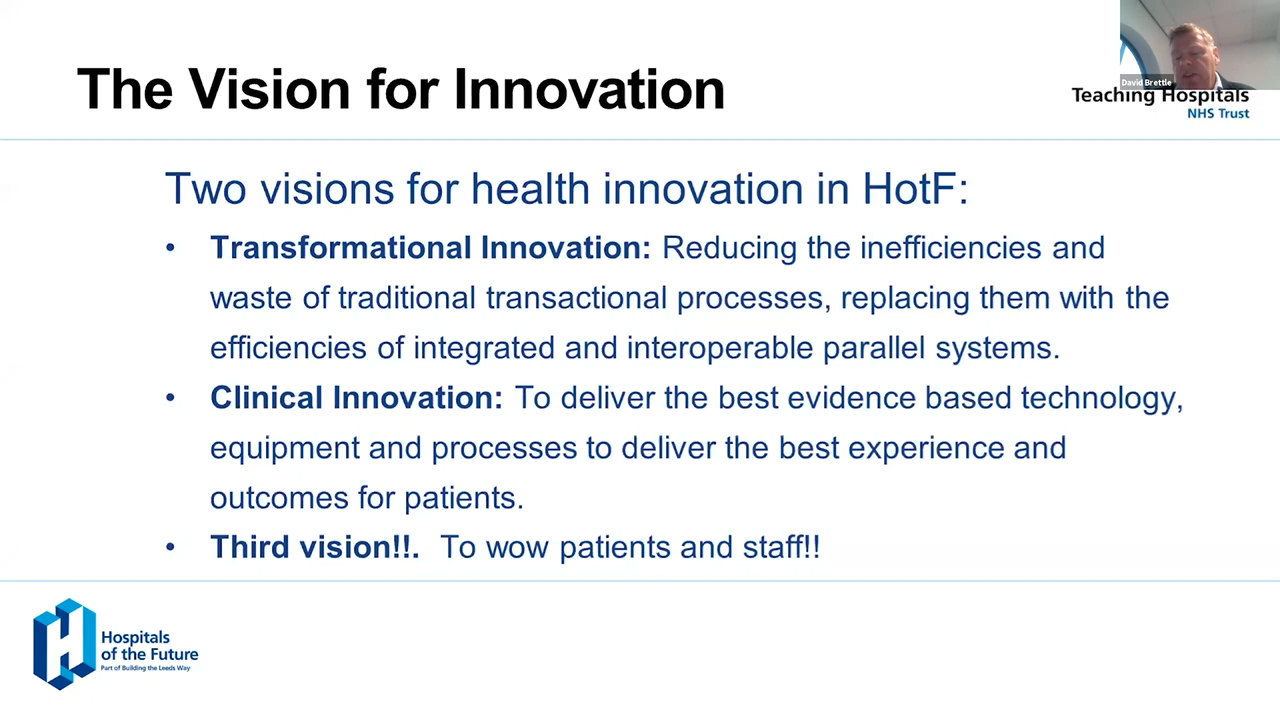 The Vision for Innovation
David Brettle
Teaching Hospitals
NHS Trust
Two visions for health innovation in HotF:
• Transformational Innovation: Reducing the inefficiencies and
waste of traditional transactional processes, replacing them with the
efficiencies of integrated and interoperable parallel systems.
• Clinical Innovation: To deliver the best evidence based technology,
equipment and processes to deliver the best experience and
outcomes for patients.
• Third vision!!. To wow patients and staff!!
Hospitals
of the Future
Part of Building the Leeds Way